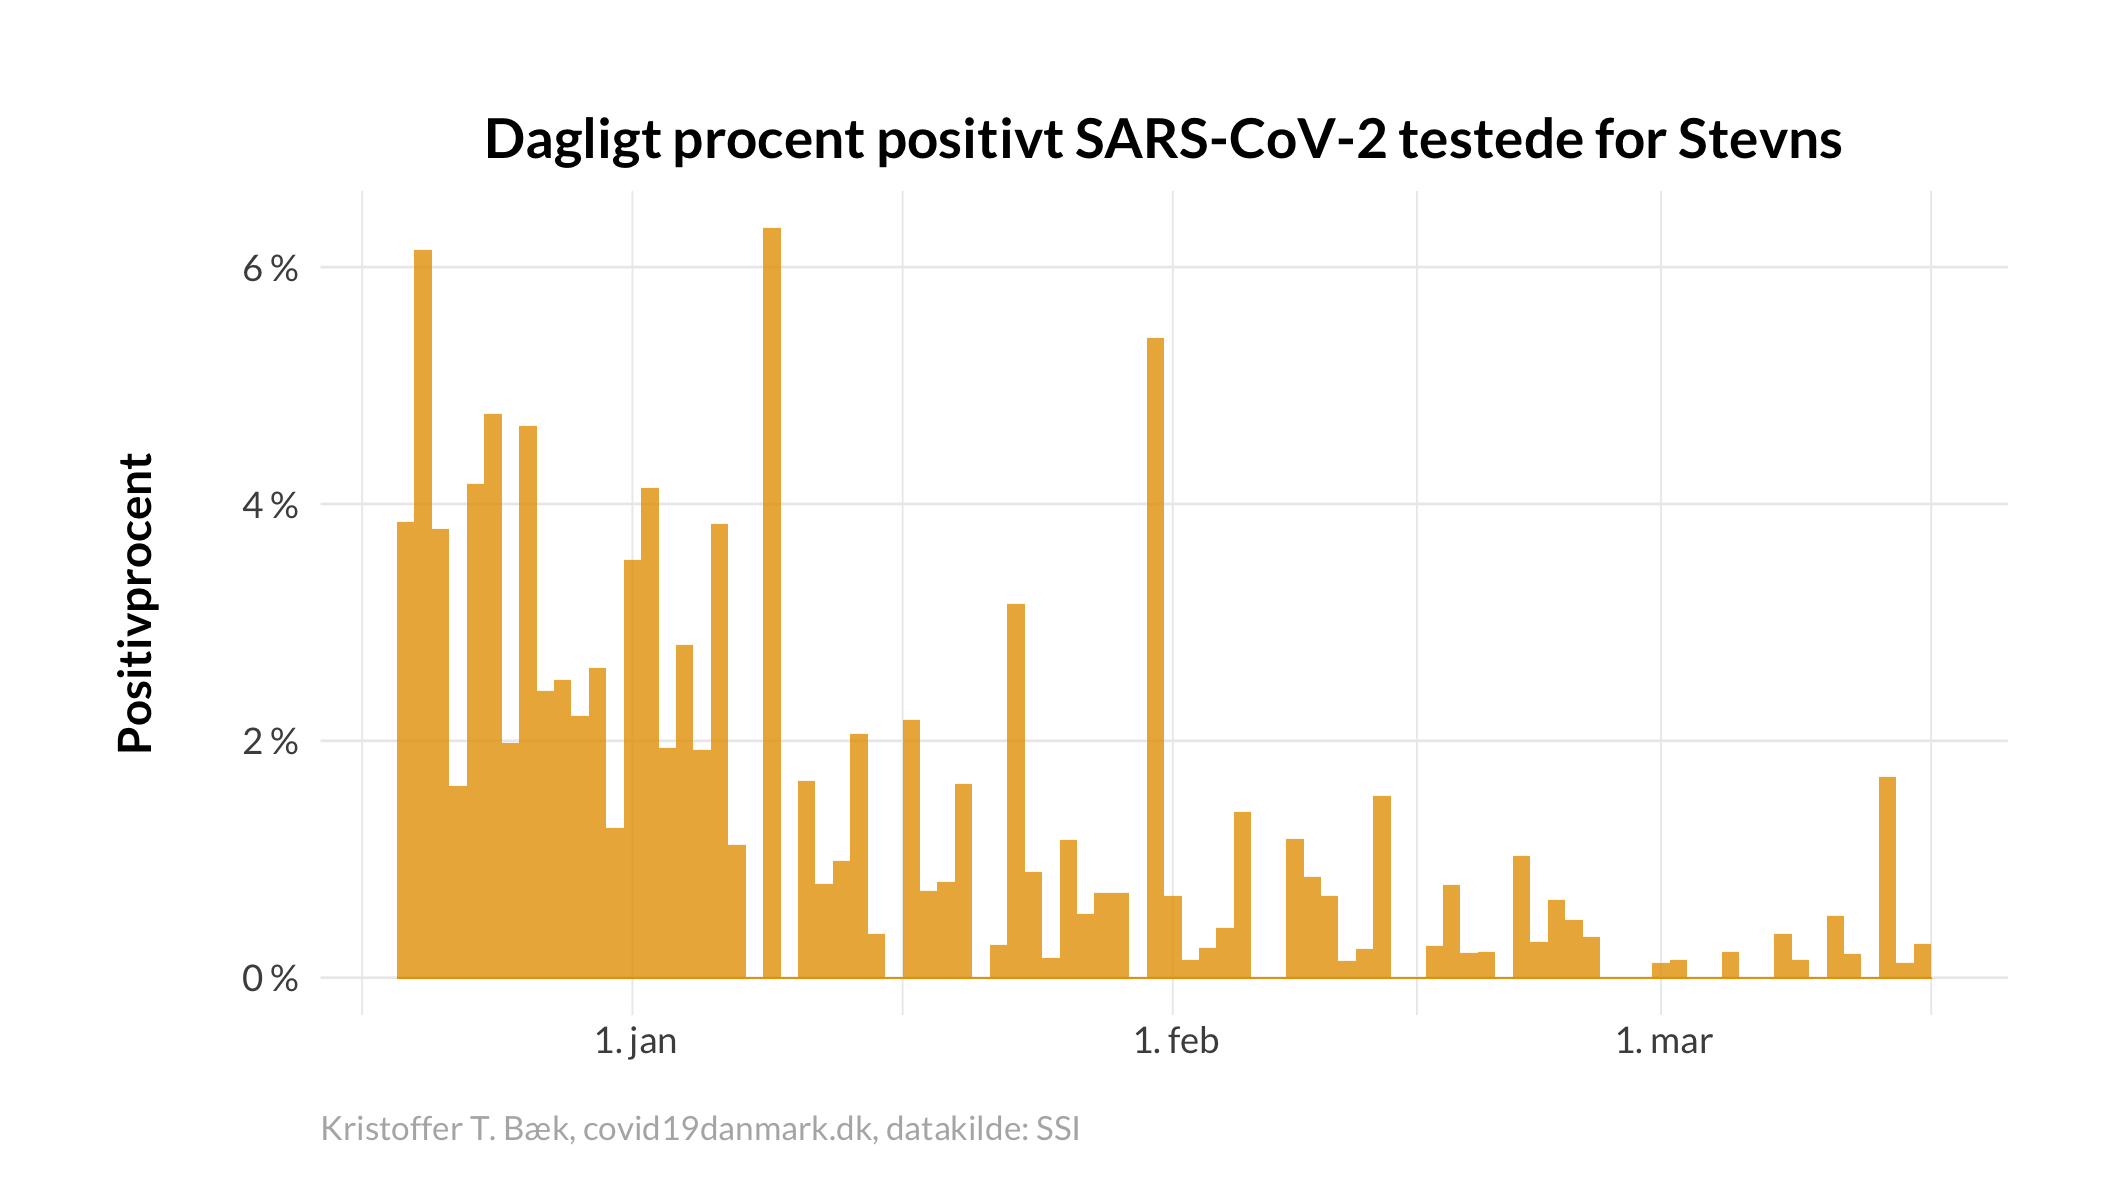 Dagligt procent positivt SARS-CoV-2 testede for Stevns
Positivprocent
6 %
4 %
2 %
0 %
1. jan
1. feb
1. mar
Kristoffer T. Bæk, covid19danmark.dk, datakilde: SSI